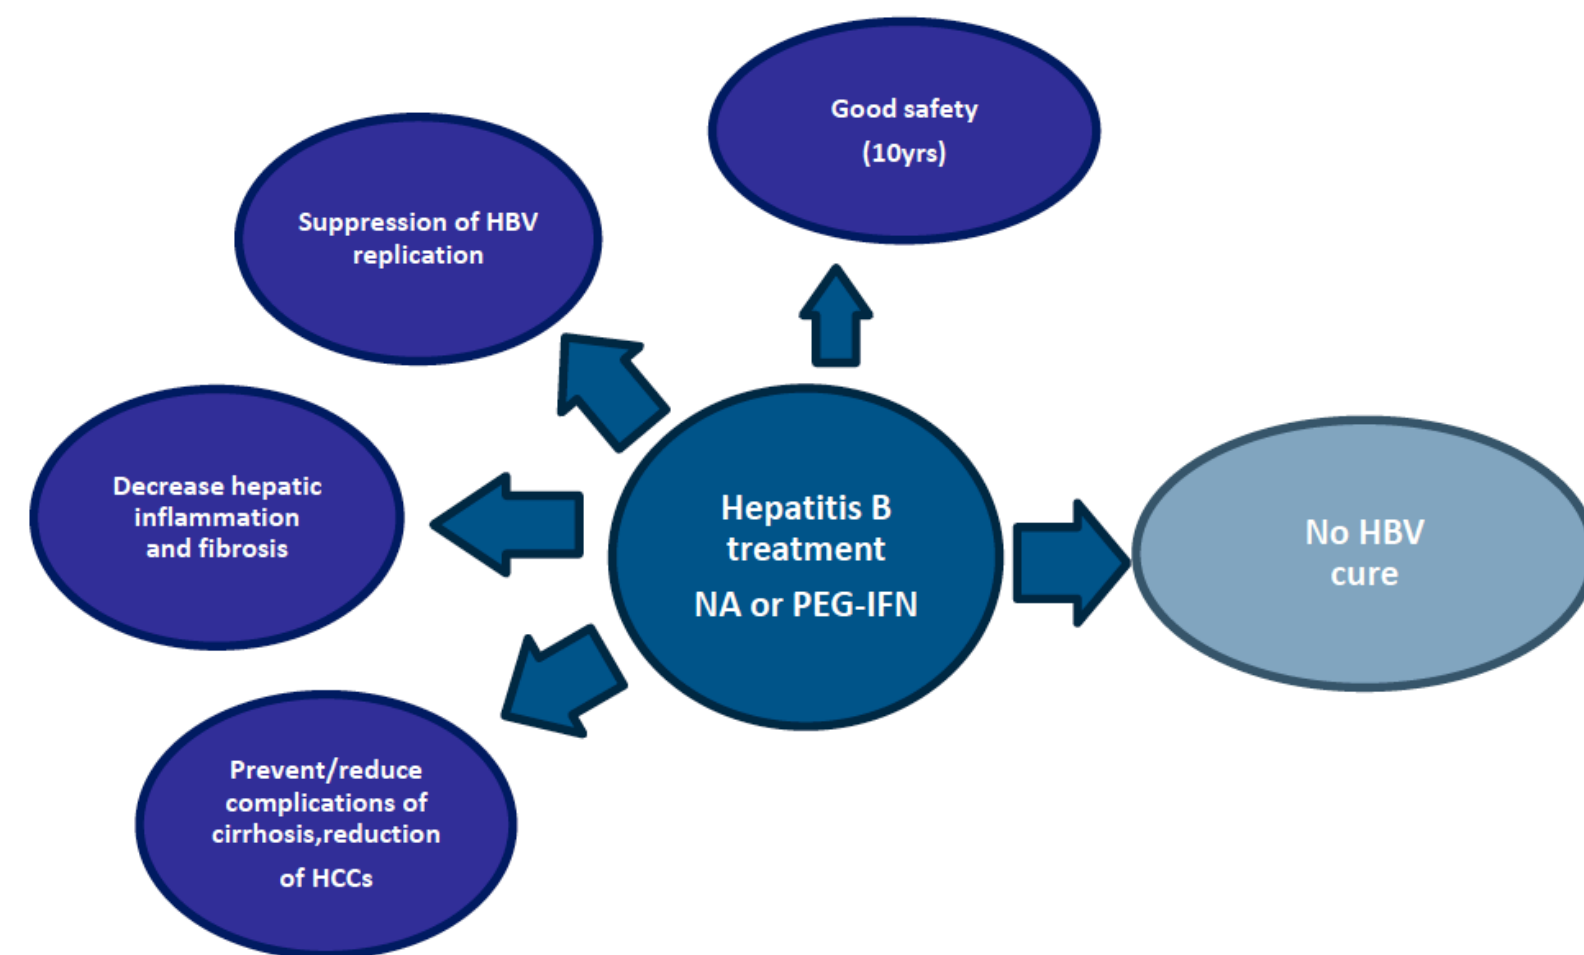 Good safety
(10yrs)
Suppression of HBV
replication
Decrease hepatic
inflammation
and fibrosis
Hepatitis B
treatment
NA or PEG-IFN
No HBV
cure
Prevent/reduce
complications of
cirrhosis,reduction
of HCCs